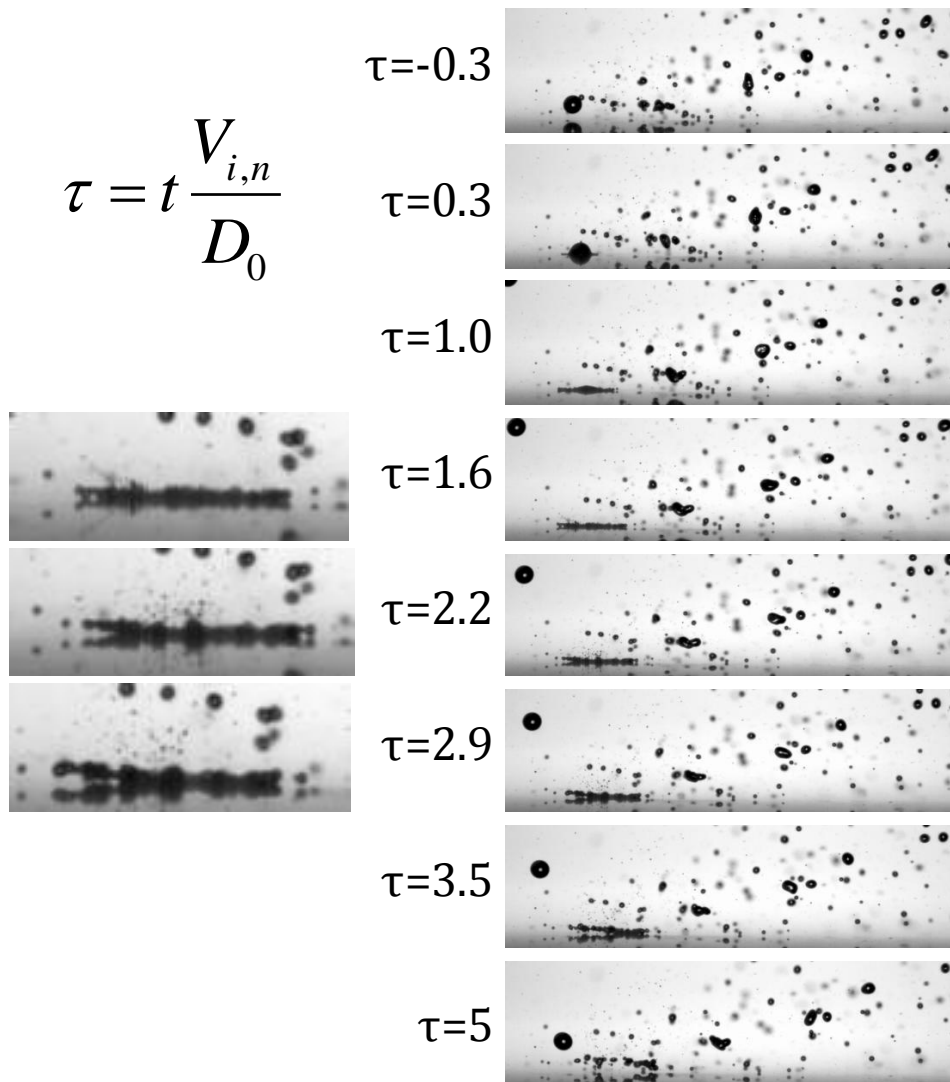 τ=-0.3
τ = t V_{i,n} / D_0
τ=0.3
τ=1.0
τ=1.6
τ=2.2
τ=2.9
τ=3.5
τ=5